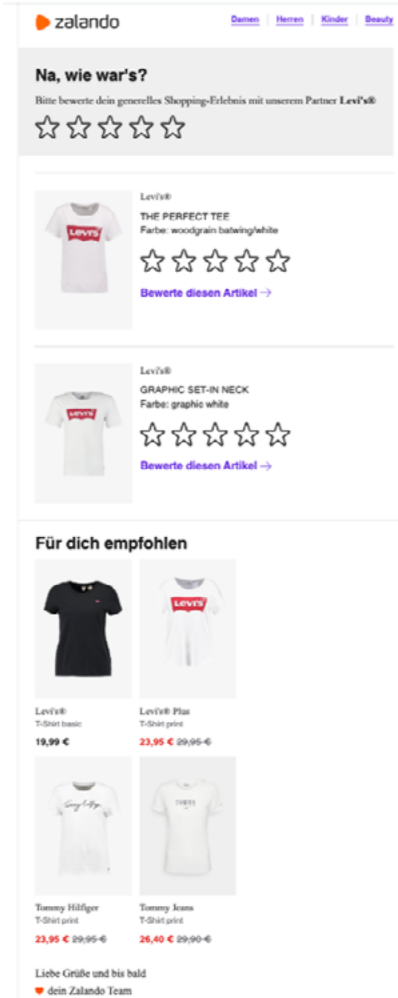 zalando
Damen Herren Kinder Beauty
Na, wie war's?
Bitte bewerte dein generelles Shopping-Erlebnis mit unserem Partner Levi's®
Levi's
Levi's®
THE PERFECT TEE
Farbe: woodgrain batwing/white
Bewerte diesen Artikel →
Levi's
Levi's®
GRAPHIC SET-IN NECK
Farbe: graphic white
Bewerte diesen Artikel →
Für dich empfohlen
Levi's
Levi's® Levi's® Plus
T-Shirt basic T-Shirt print
19,99 € 23,95 € 29,95 €
Tommy Hilfiger Tommy Jeans
T-Shirt print T-Shirt print
23,95 € 29,95 € 26,40 € 29,90 €
Liebe Grüße und bis bald
dein Zalando Team